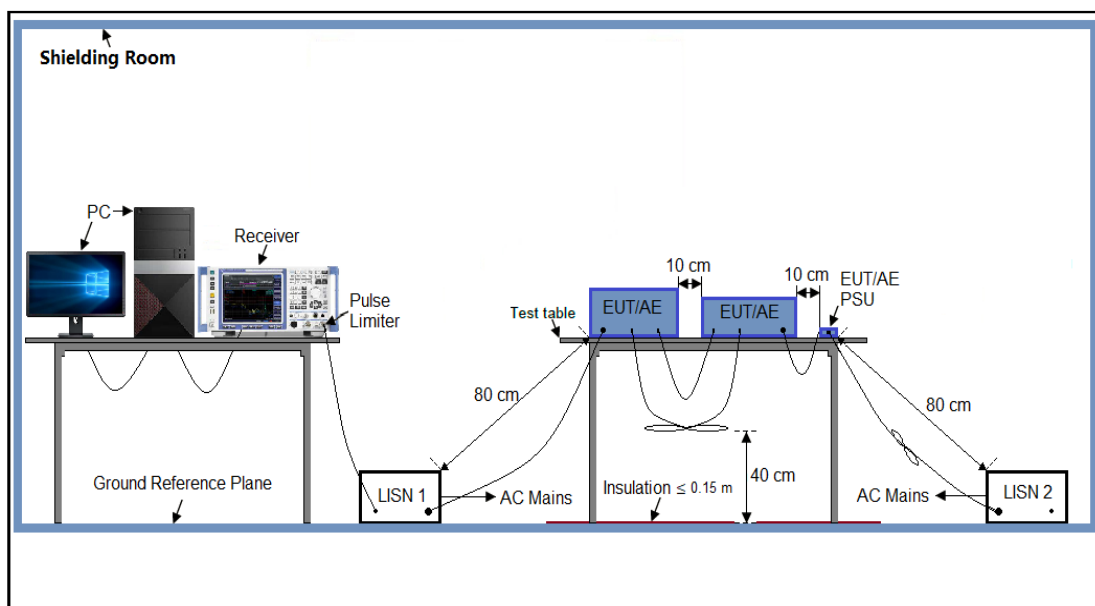 Shielding Room
PC
Receiver
Pulse
Limiter
10 cm
10 cm
EUT/AE
PSU
Test table
EUT/AE
EUT/AE
80 cm
80 cm
40 cm
Ground Reference Plane
LISN 1
AC Mains
Insulation ≤ 0.15 m
AC Mains
LISN 2